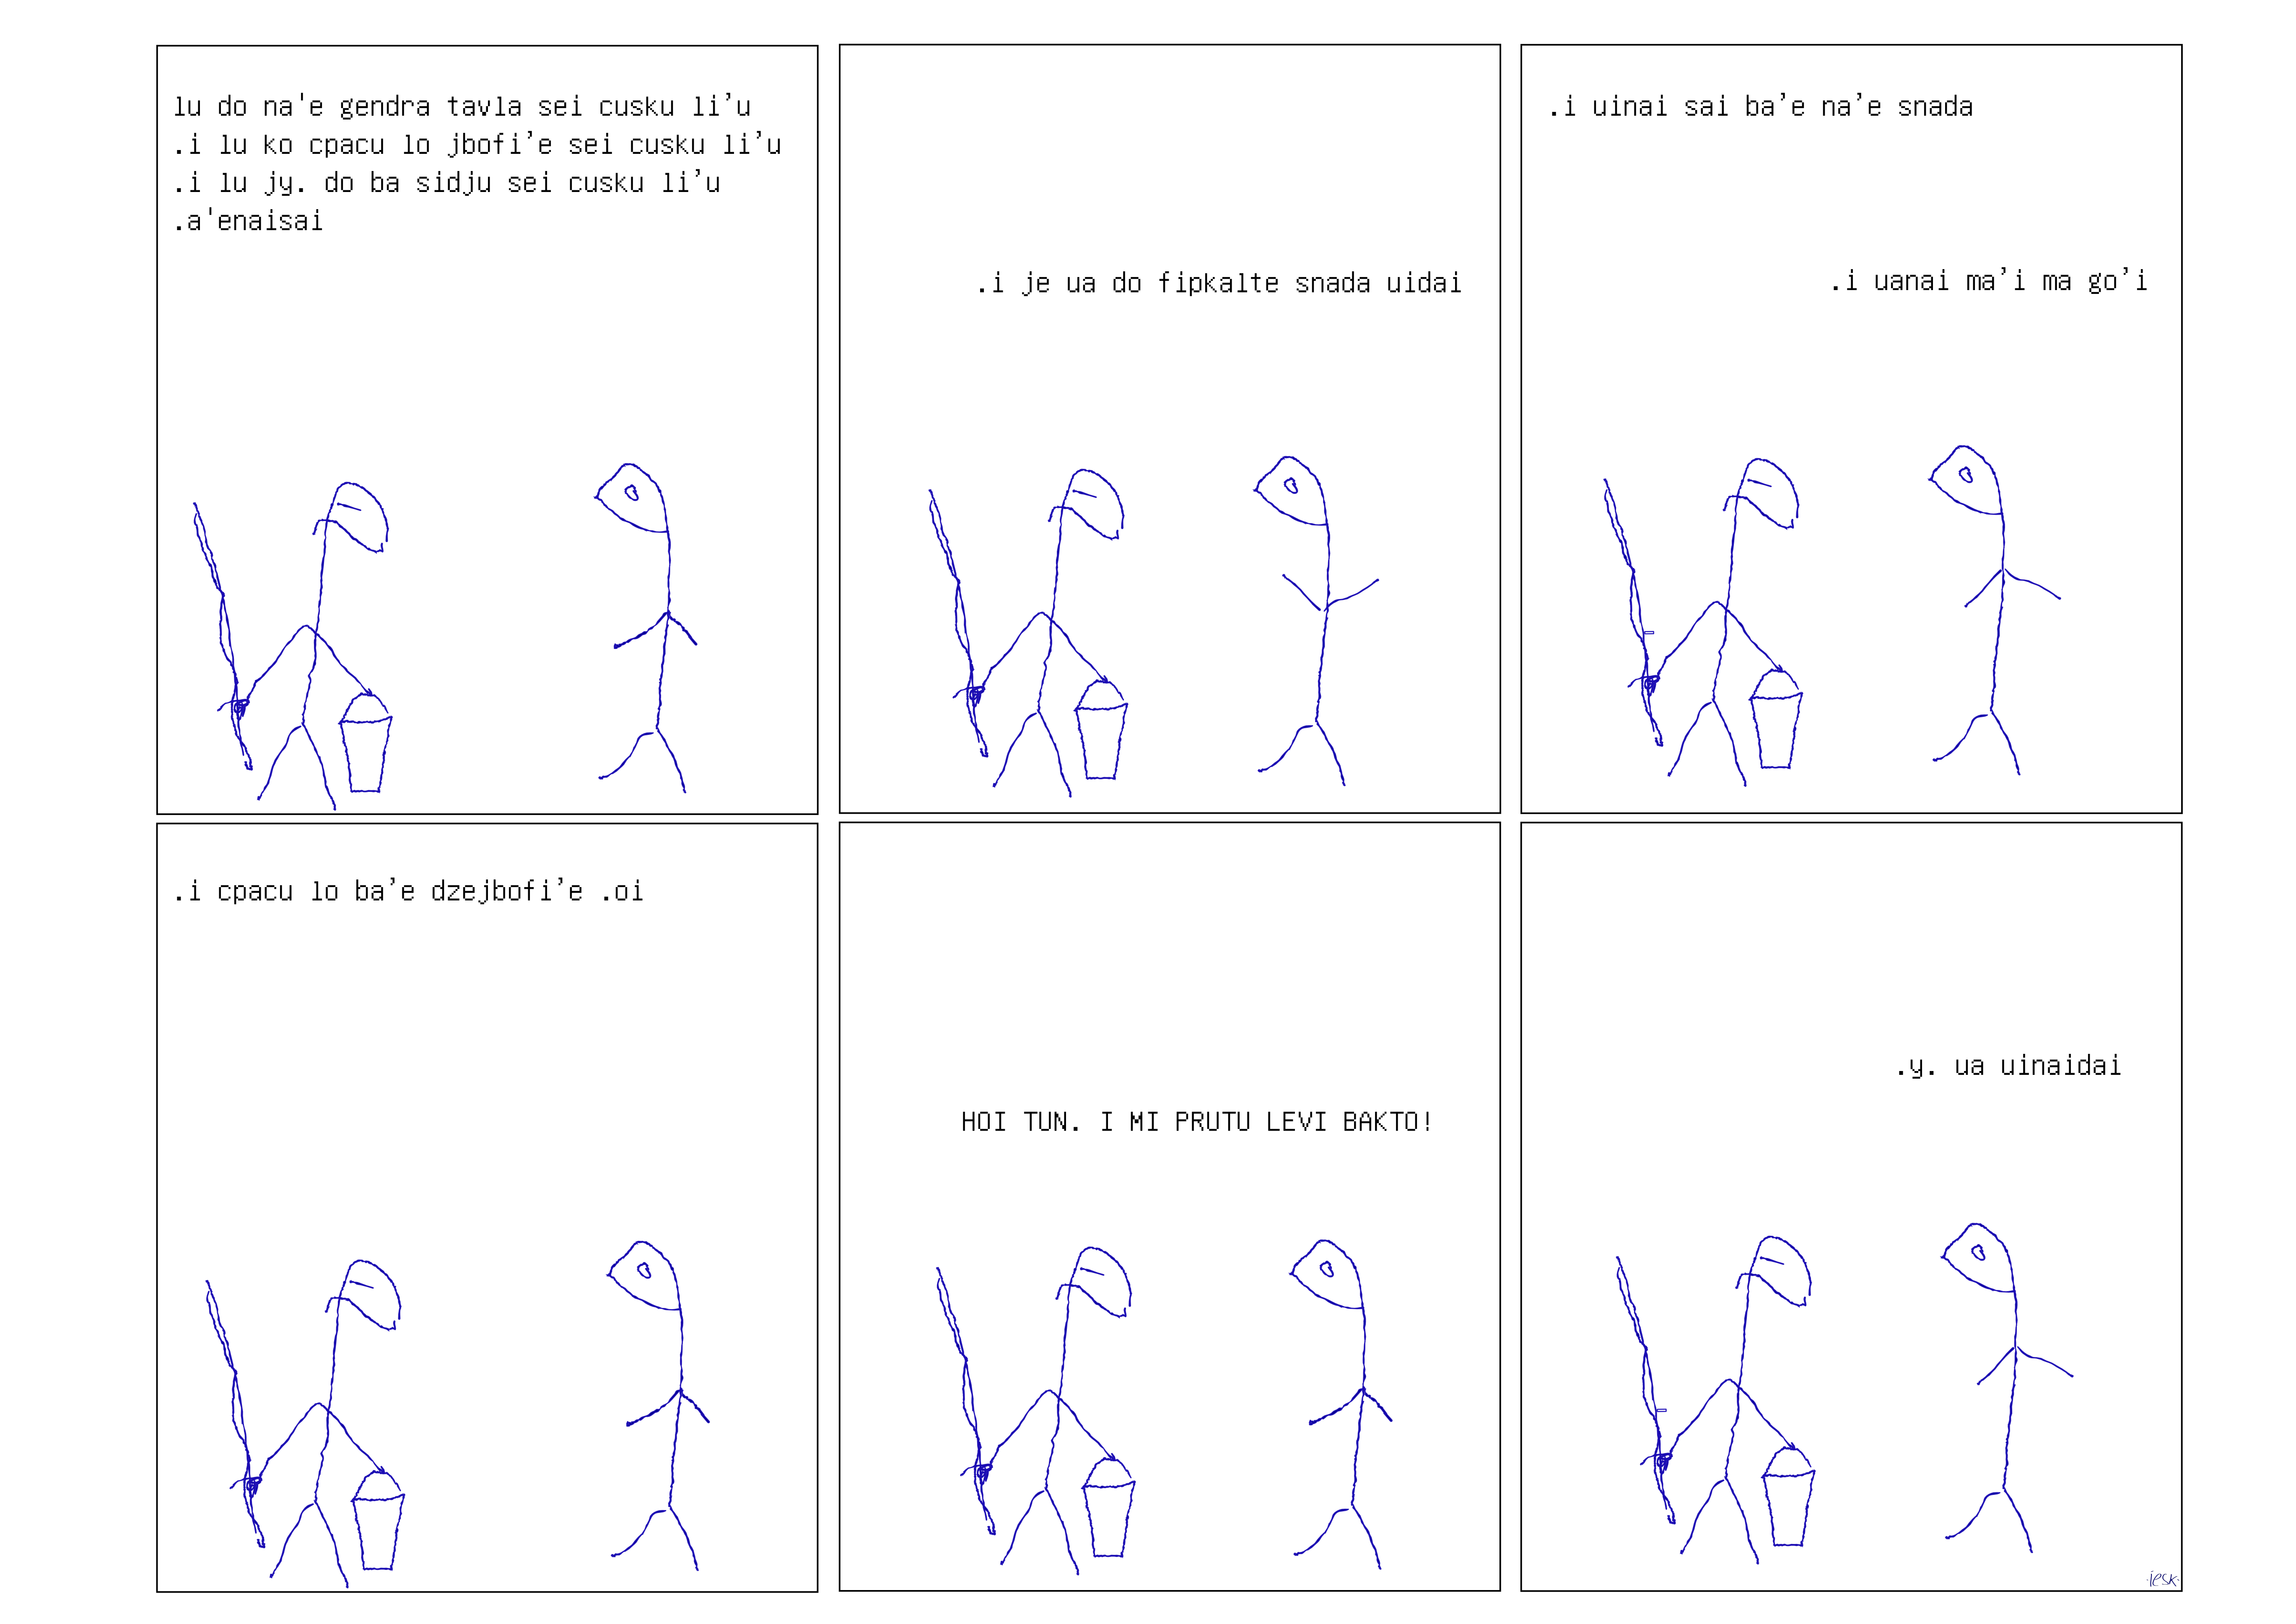 lu do na'e gendra tavla sei cusku li’u
.i lu ko cpacu lo jbofi’e sei cusku li’u
.i lu jy. do ba sidju sei cusku li’u
.a'enaisai
.i je ua do fipkalte snada uidai
.i uinai sai ba’e na’e snada
.i uanai ma’i ma go’i
.i cpacu lo ba’e dzejbofi’e .oi
HOI TUN. I MI PRUTU LEVI BAKTO!
.y. ua uinaidai
·iesk·